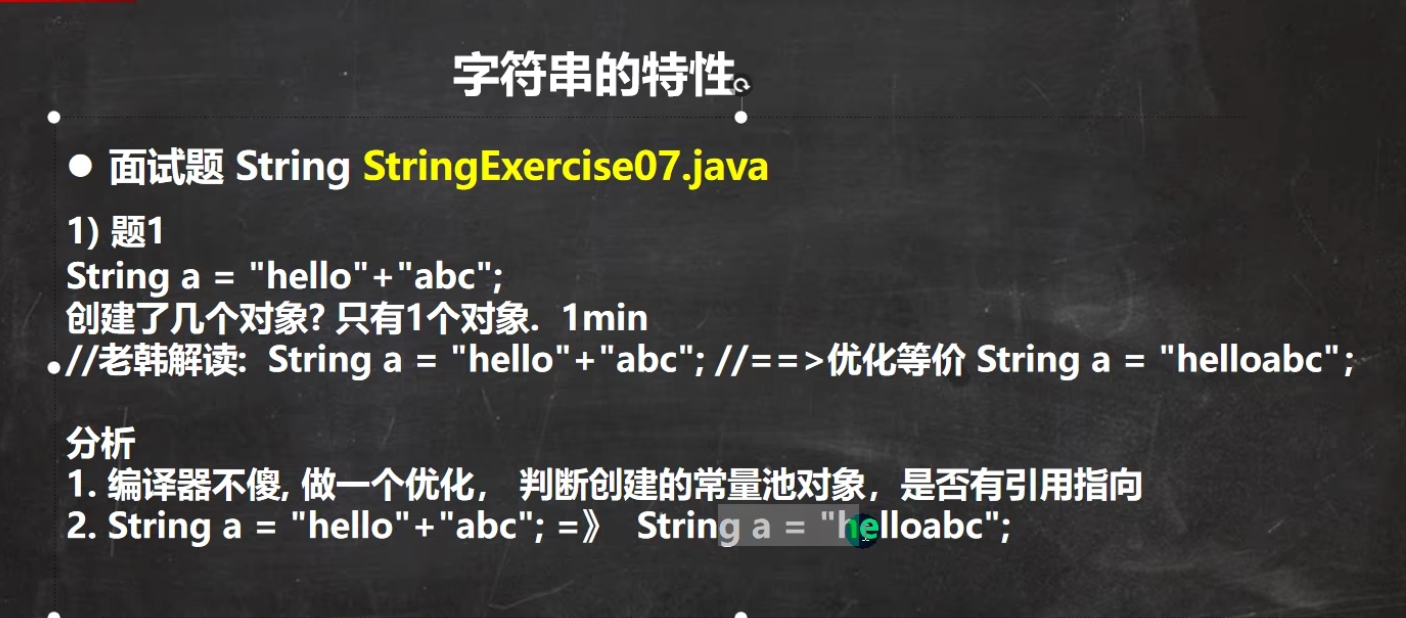 字符串的特性
● 面试题 String StringExercise07.java
1) 题1
String a = "hello"+"abc";
创建了几个对象? 只有1个对象.  1min
//老韩解读:  String a = "hello"+"abc"; //==>优化等价 String a = "helloabc";
分析
1. 编译器不傻, 做一个优化， 判断创建的常量池对象，是否有引用指向
2. String a = "hello"+"abc"; =》  String a = "helloabc";